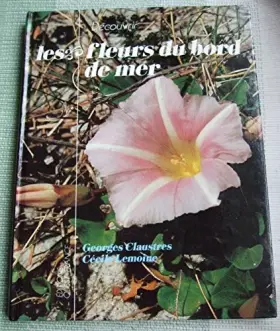 Découvrir
les fleurs du bord
de mer
Georges Claustres
Cécile Lemoine